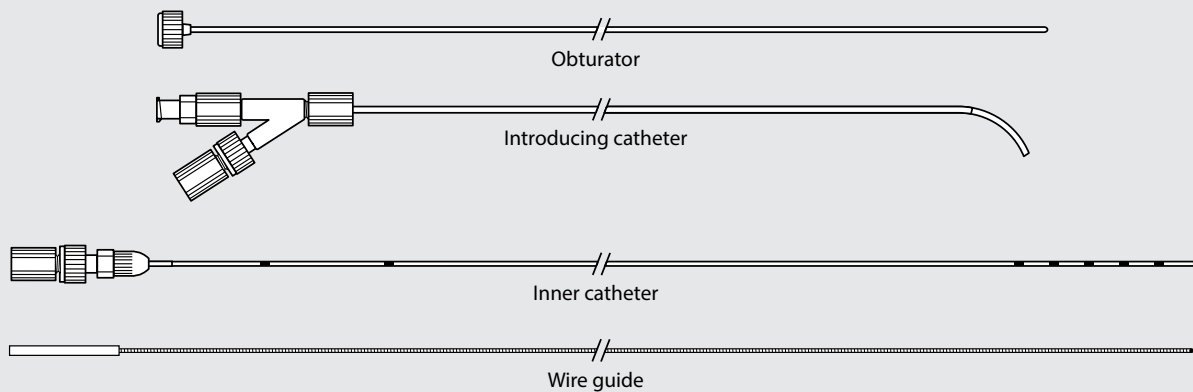 Obturator
Introducing catheter
Inner catheter
Wire guide